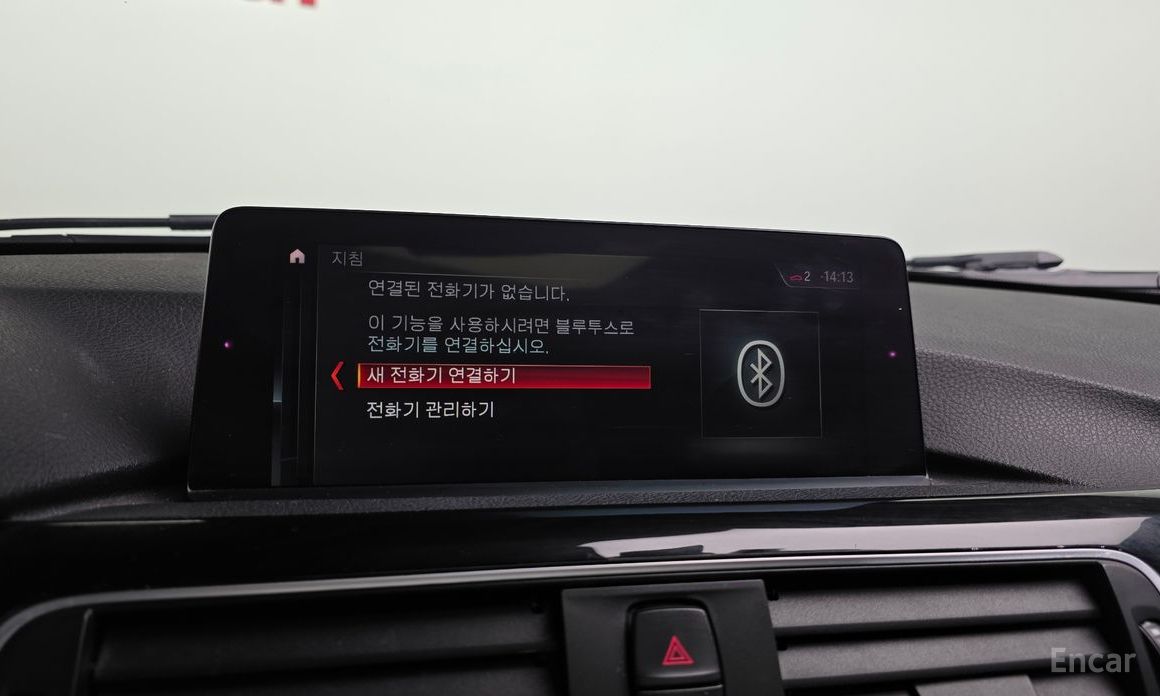 지침
2 -14:13
연결된 전화기가 없습니다.
이 기능을 사용하시려면 블루투스로
전화기를 연결하십시오.
새 전화기 연결하기
전화기 관리하기
Encar